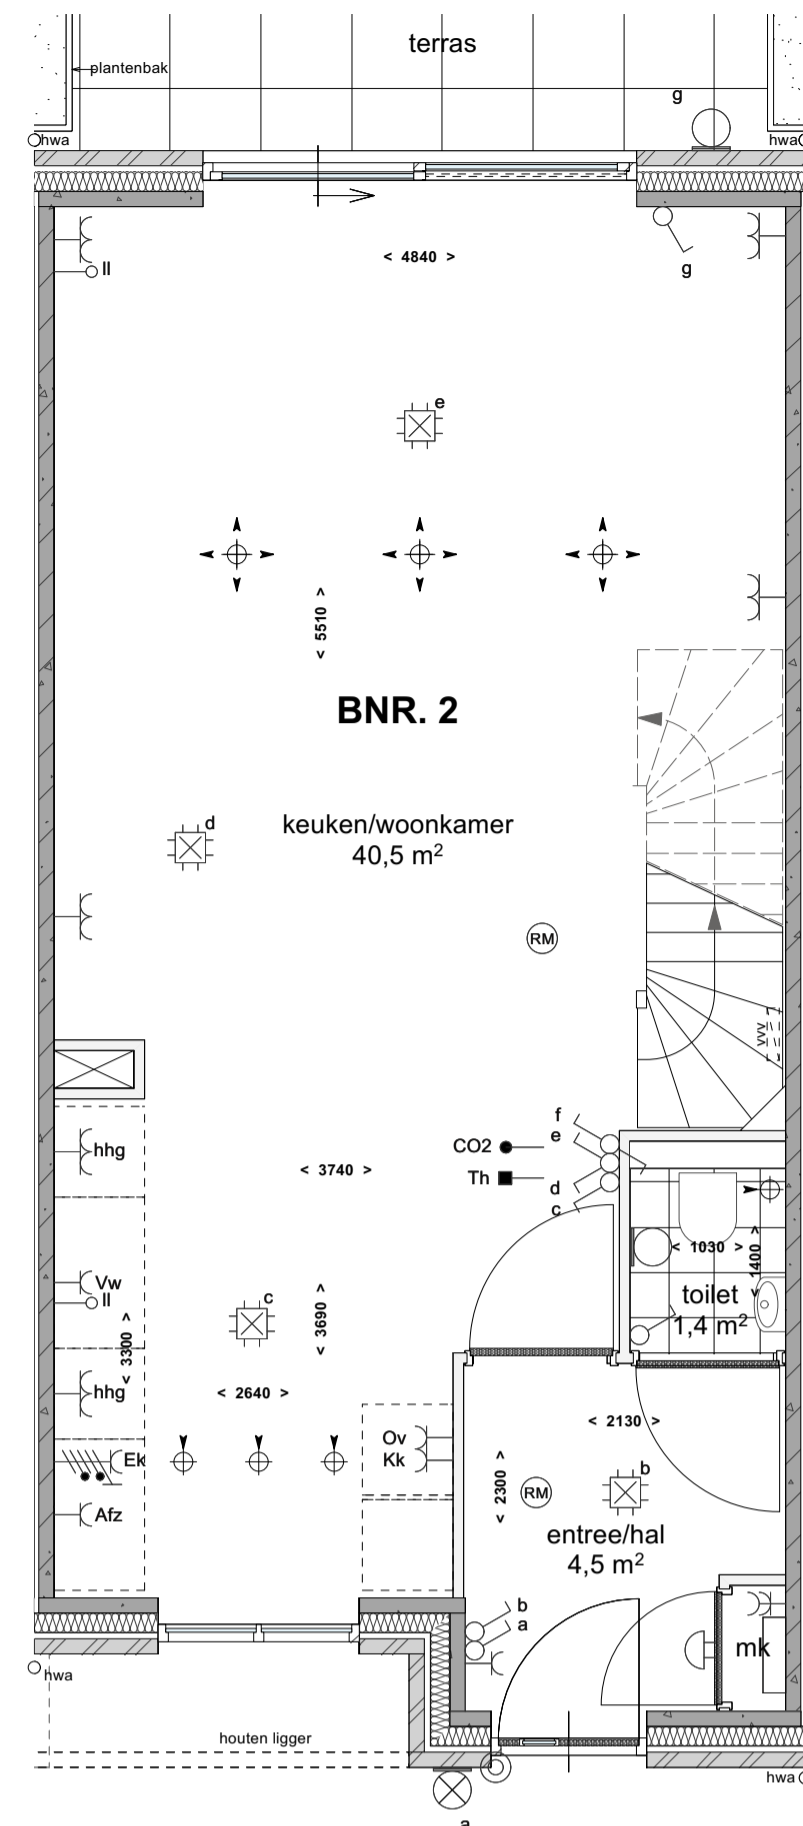 terras
plantenbak
g
hwa
hwa
ll
< 4840 >
g
e
< 5510 >
BNR. 2
d
keuken/woonkamer
40,5 m²
RM
vvv
f
e
CO2
Th
d
c
hhg
< 3740 >
< 1030 >
< 1400 >
toilet
1,4 m²
Vw
ll
< 3300 >
c
< 3690 >
hhg
< 2640 >
Ov
Kk
Ek
Afz
< 2130 >
< 2300 >
RM
b
entree/hal
4,5 m²
b
a
mk
hwa
houten ligger
hwa
a